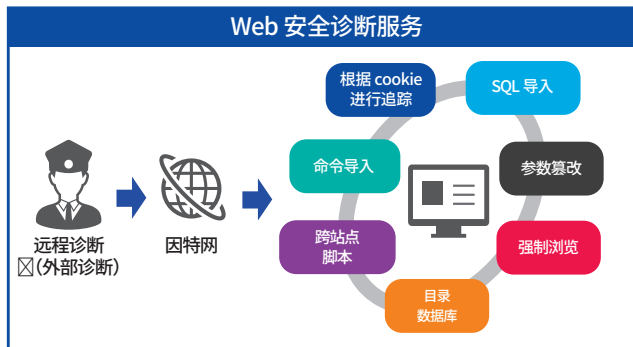 Web 安全诊断服务
根据 cookie
进行追踪
SQL 导入
命令导入
参数篡改
跨站点
脚本
强制浏览
目录
数据库
远程诊断
(外部诊断)
因特网